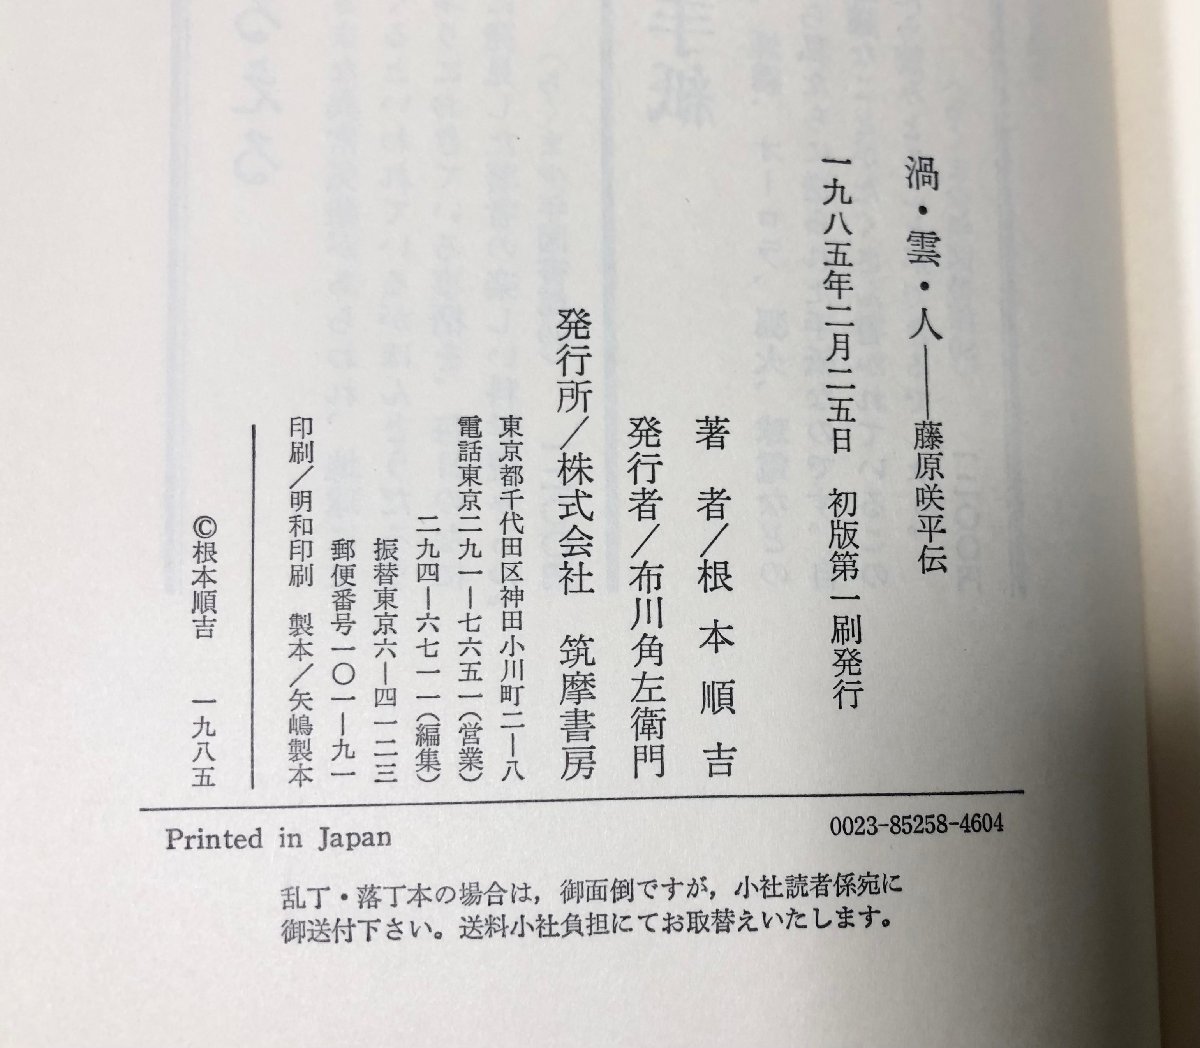 渦・雲・人——藤原咲平伝
一九八五年二月二五日　初版第一刷発行
著　者／根本順吉
発行者／布川角左衛門
発行所／株式会社　筑摩書房
東京都千代田区神田小川町二—八
電話東京二九一—七六五一（営業）
二九四—六七一一（編集）
振替東京六—四一二三
郵便番号一〇一—九一
印刷／明和印刷　製本／矢嶋製本
©根本順吉　一九八五
0023-85258-4604
Printed in Japan
乱丁・落丁本の場合は，御面倒ですが，小社読者係宛に
御送付下さい。送料小社負担にてお取替えいたします。